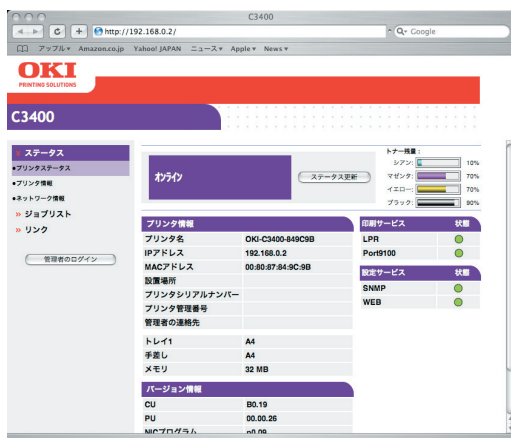 C3400
http://192.168.0.2/
Google
アップル Amazon.co.jp Yahoo! JAPAN ニュース Apple News
OKI
PRINTING SOLUTIONS
C3400
ステータス
プリンタステータス
プリンタ情報
ネットワーク情報
ジョブリスト
リンク
管理者のログイン
オンライン
ステータス更新
トナー残量:
シアン: 10%
マゼンタ: 70%
イエロー: 70%
ブラック: 90%
プリンタ情報
プリンタ名 OKI-C3400-849C9B
IPアドレス 192.168.0.2
MACアドレス 00:80:87:84:9C:9B
設置場所
プリンタシリアルナンバー
プリンタ管理番号
管理者の連絡先
トレイ1 A4
手差し A4
メモリ 32 MB
バージョン情報
CU B0.19
PU 00.00.26
NICプログラム n0.09
印刷サービス 状態
LPR
Port9100
設定サービス 状態
SNMP
WEB